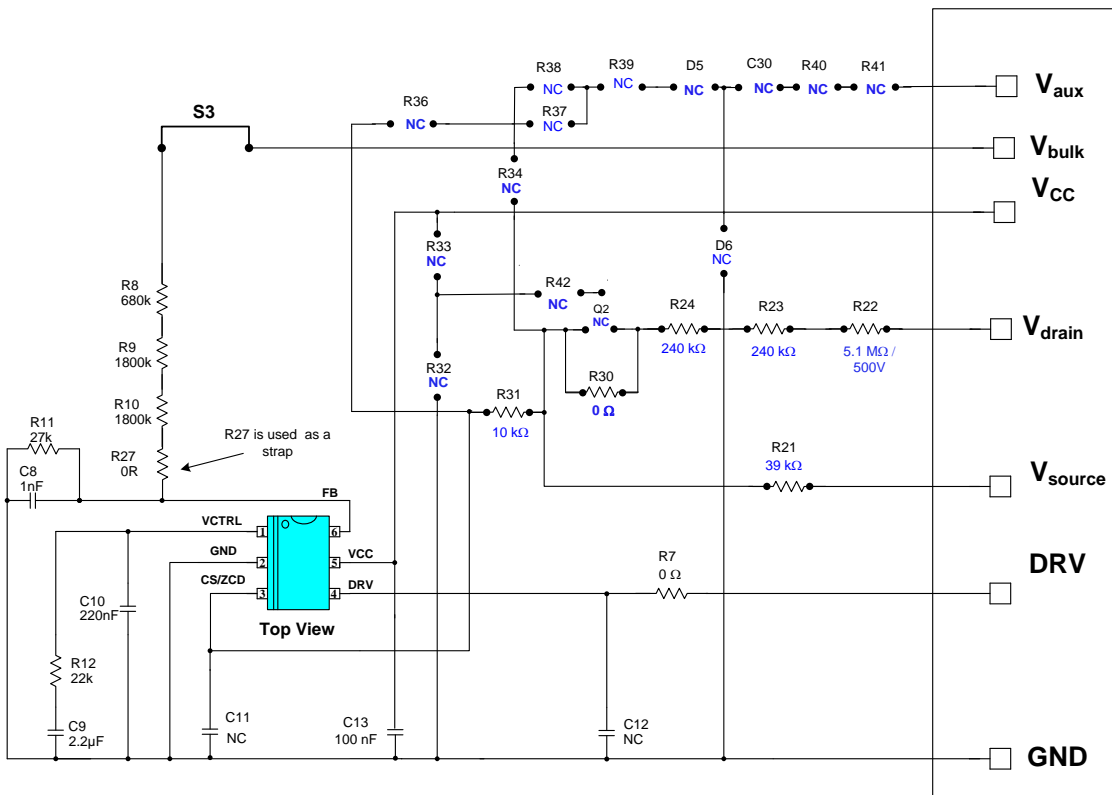 R38
NC
R39
NC
D5
NC
C30
NC
R40
NC
R41
NC
Vaux
R36
NC
R37
NC
S3
Vbulk
R34
NC
VCC
R33
NC
D6
NC
R42
NC
Q2
NC
R24
240 kΩ
R23
240 kΩ
R22
5.1 MΩ /
500V
Vdrain
R8
680k
R9
1800k
R10
1800k
R32
NC
R31
10 kΩ
R30
0 Ω
R11
27k
R27 is used as a
strap
R27
0R
C8
1nF
R21
39 kΩ
Vsource
FB
VCTRL
1
6
GND
2
5
VCC
CS/ZCD
3
4
DRV
Top View
R7
0 Ω
DRV
C10
220nF
R12
22k
C9
2.2µF
C11
NC
C13
100 nF
C12
NC
GND